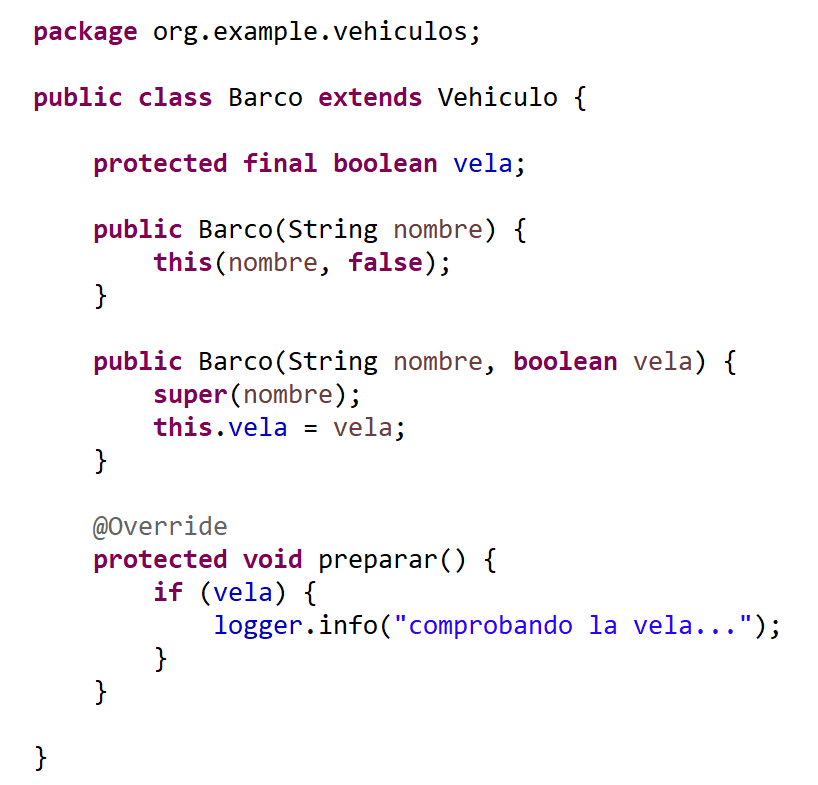 package org.example.vehiculos;
public class Barco extends Vehiculo {
protected final boolean vela;
public Barco(String nombre) {
this(nombre, false);
}
public Barco(String nombre, boolean vela) {
super(nombre);
this.vela = vela;
}
@Override
protected void preparar() {
if (vela) {
logger.info("comprobando la vela...");
}
}
}